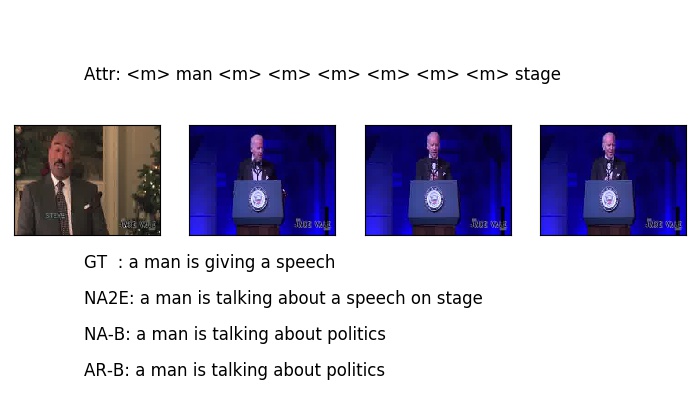 Attr: <m> man <m> <m> <m> <m> <m> <m> stage
STEVE
GT : a man is giving a speech
NA2E: a man is talking about a speech on stage
NA-B: a man is talking about politics
AR-B: a man is talking about politics